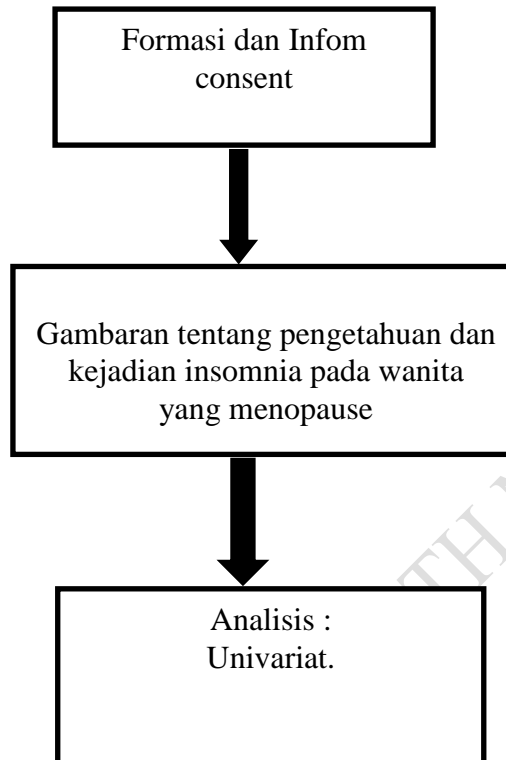 Formasi dan Infom
consent
Gambaran tentang pengetahuan dan
kejadian insomnia pada wanita
yang menopause
Analisis :
Univariat.